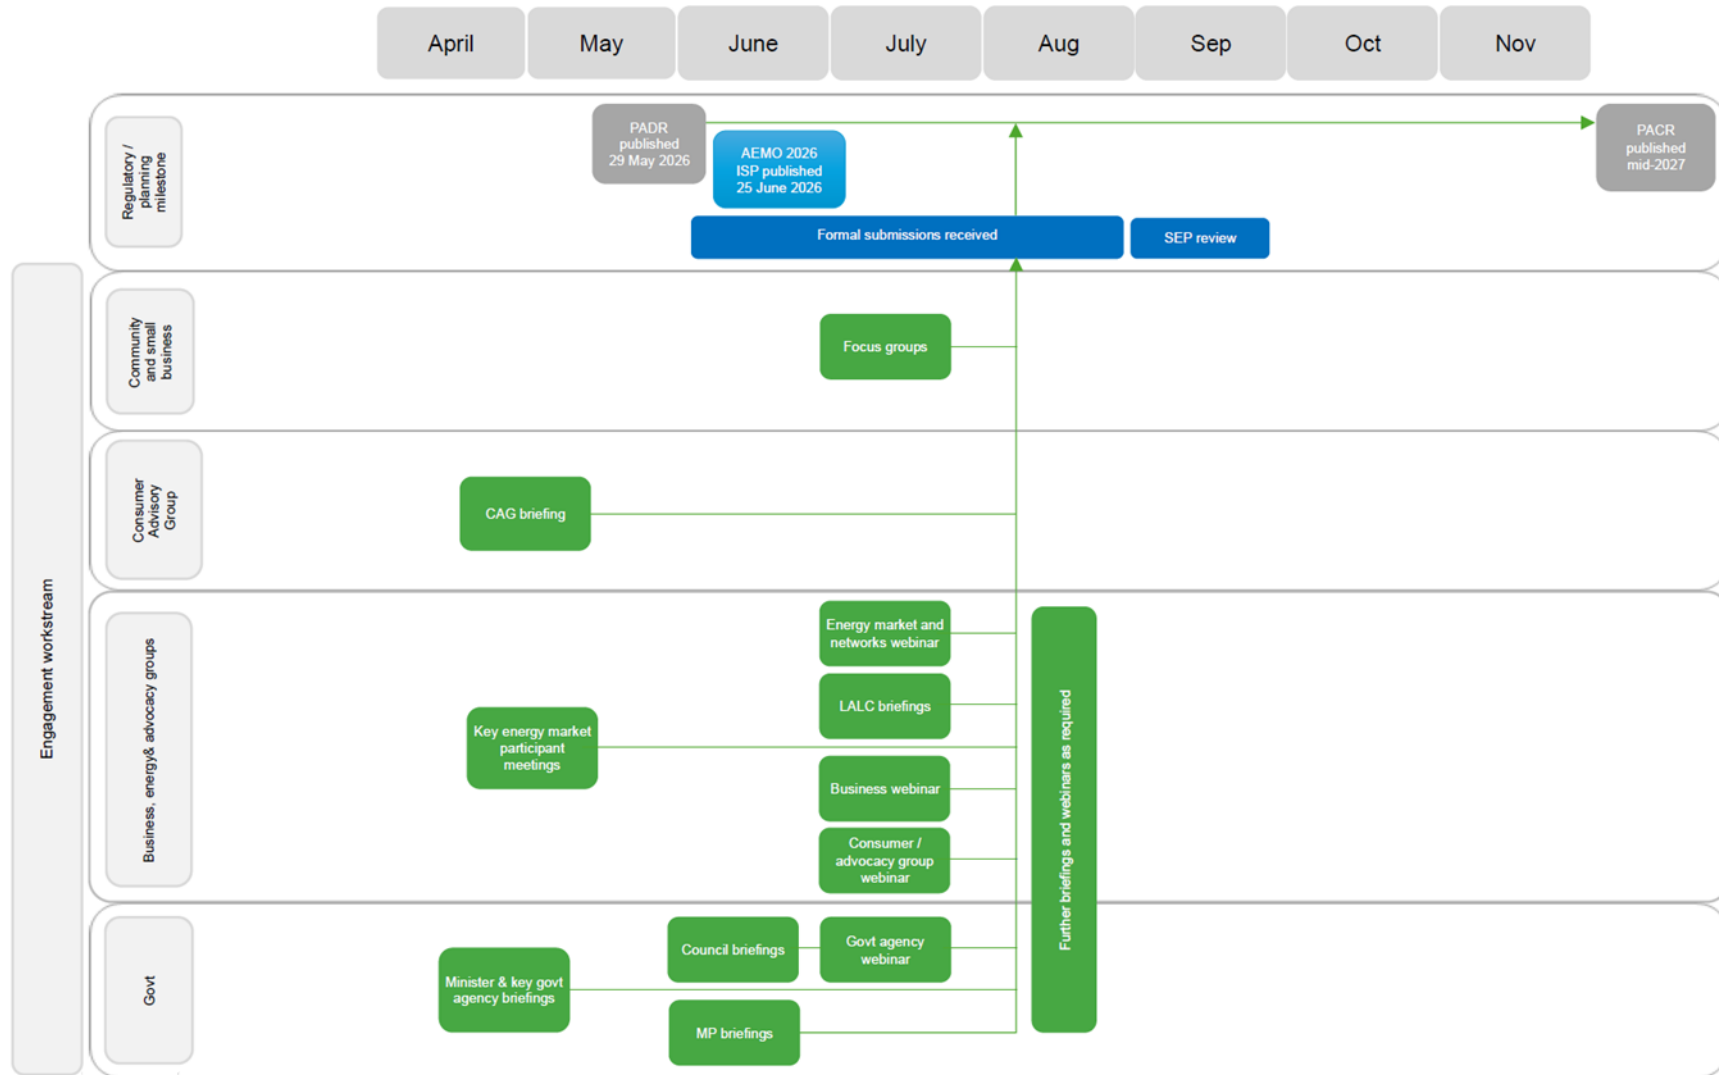 April
May
June
July
Aug
Sep
Oct
Nov
Regulatory /
planning
milestone
PADR
published
29 May 2026
AEMO 2026
ISP published
25 June 2026
PACR
published
mid-2027
Formal submissions received
SEP review
Engagement workstream
Community
and small
business
Focus groups
Consumer
Advisory
Group
CAG briefing
Business, energy& advocacy groups
Energy market and
networks webinar
LALC briefings
Key energy market
participant
meetings
Business webinar
Consumer /
advocacy group
webinar
Further briefings and webinars as required
Govt
Council briefings
Govt agency
webinar
Minister & key govt
agency briefings
MP briefings